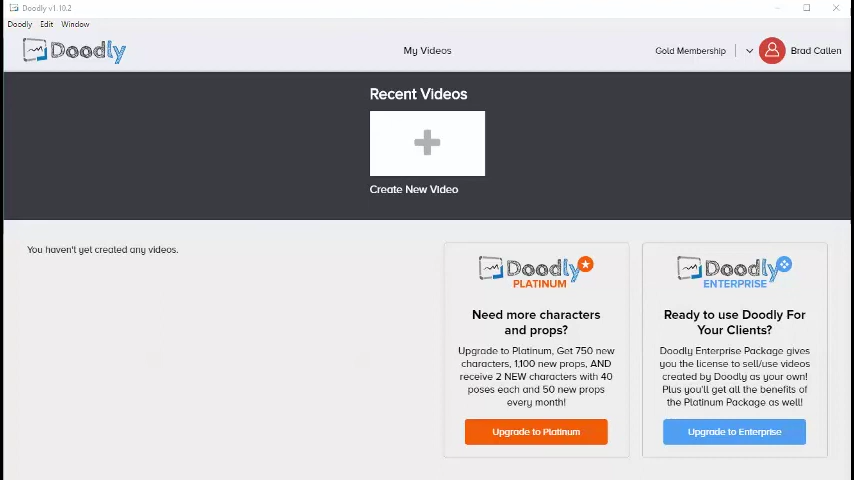 Doodly v1.10.2
Doodly Edit Window
Doodly
My Videos
Gold Membership
Brad Callen
Recent Videos
Create New Video
You haven't yet created any videos.
Doodly
PLATINUM
Need more characters
and props?
Upgrade to Platinum, Get 750 new
characters, 1,100 new props, AND
receive 2 NEW characters with 40
poses each and 50 new props
every month!
Upgrade to Platinum
Doodly
ENTERPRISE
Ready to use Doodly For
Your Clients?
Doodly Enterprise Package gives
you the license to sell/use videos
created by Doodly as your own!
Plus you'll get all the benefits of
the Platinum Package as well!
Upgrade to Enterprise